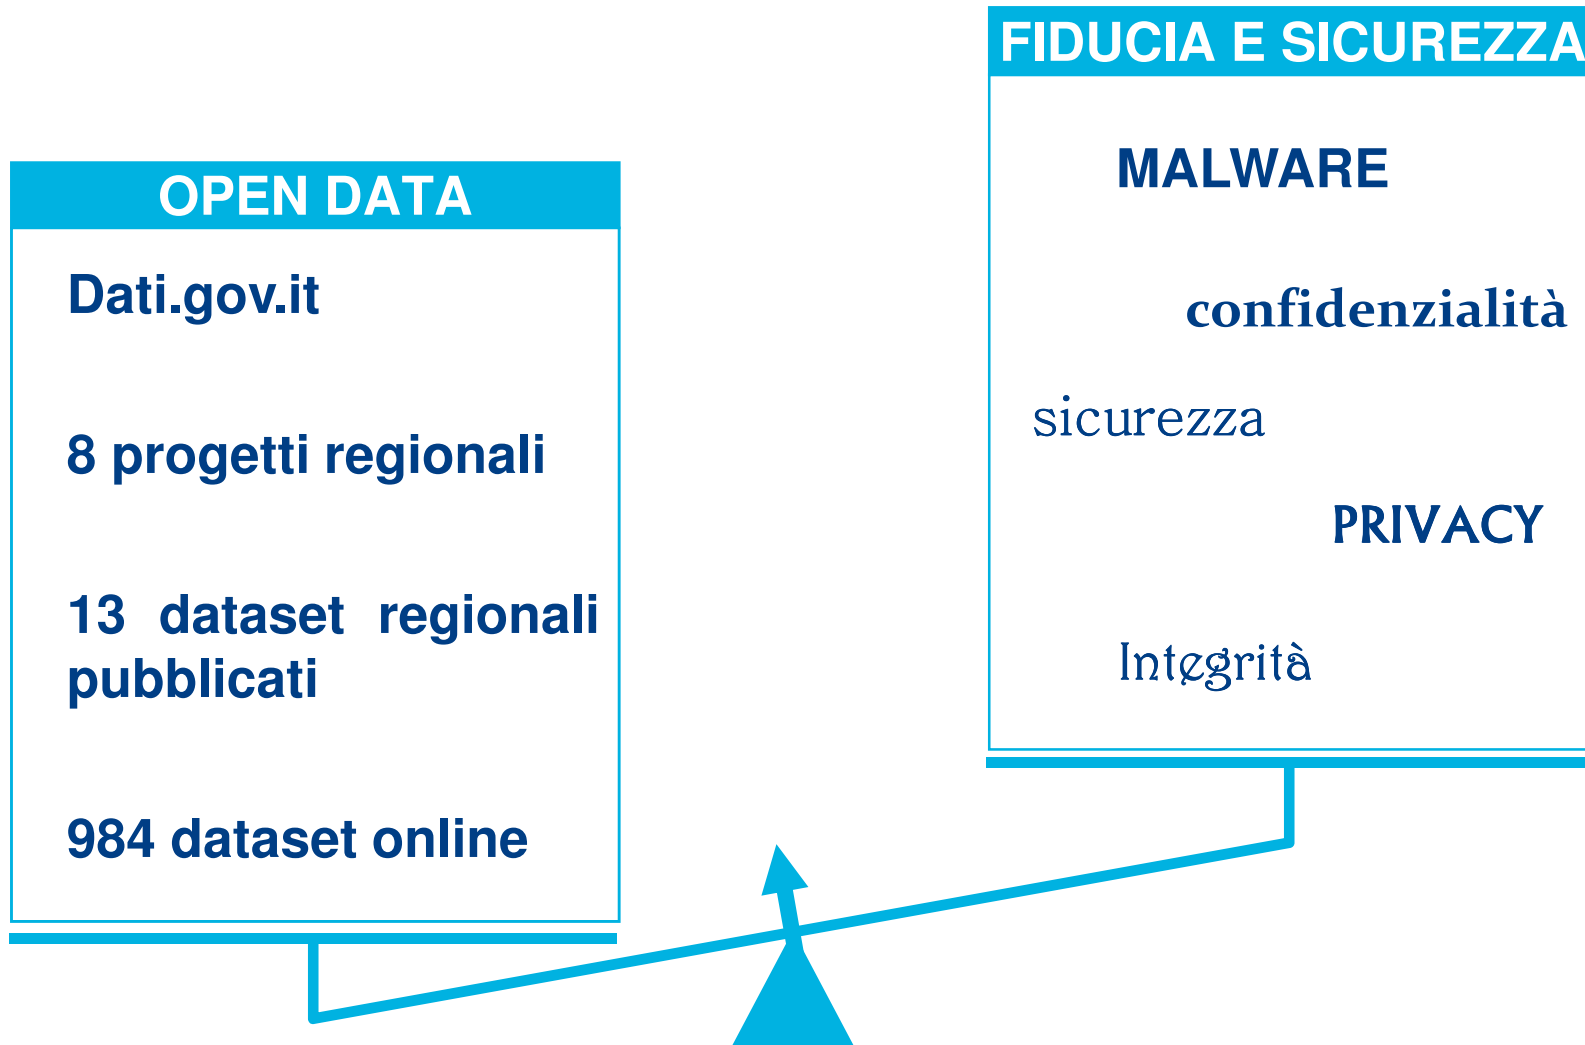 OPEN DATA
Dati.gov.it
8 progetti regionali
13 dataset regionali
pubblicati
984 dataset online
FIDUCIA E SICUREZZA
MALWARE
confidenzialità
sicurezza
PRIVACY
Integrità